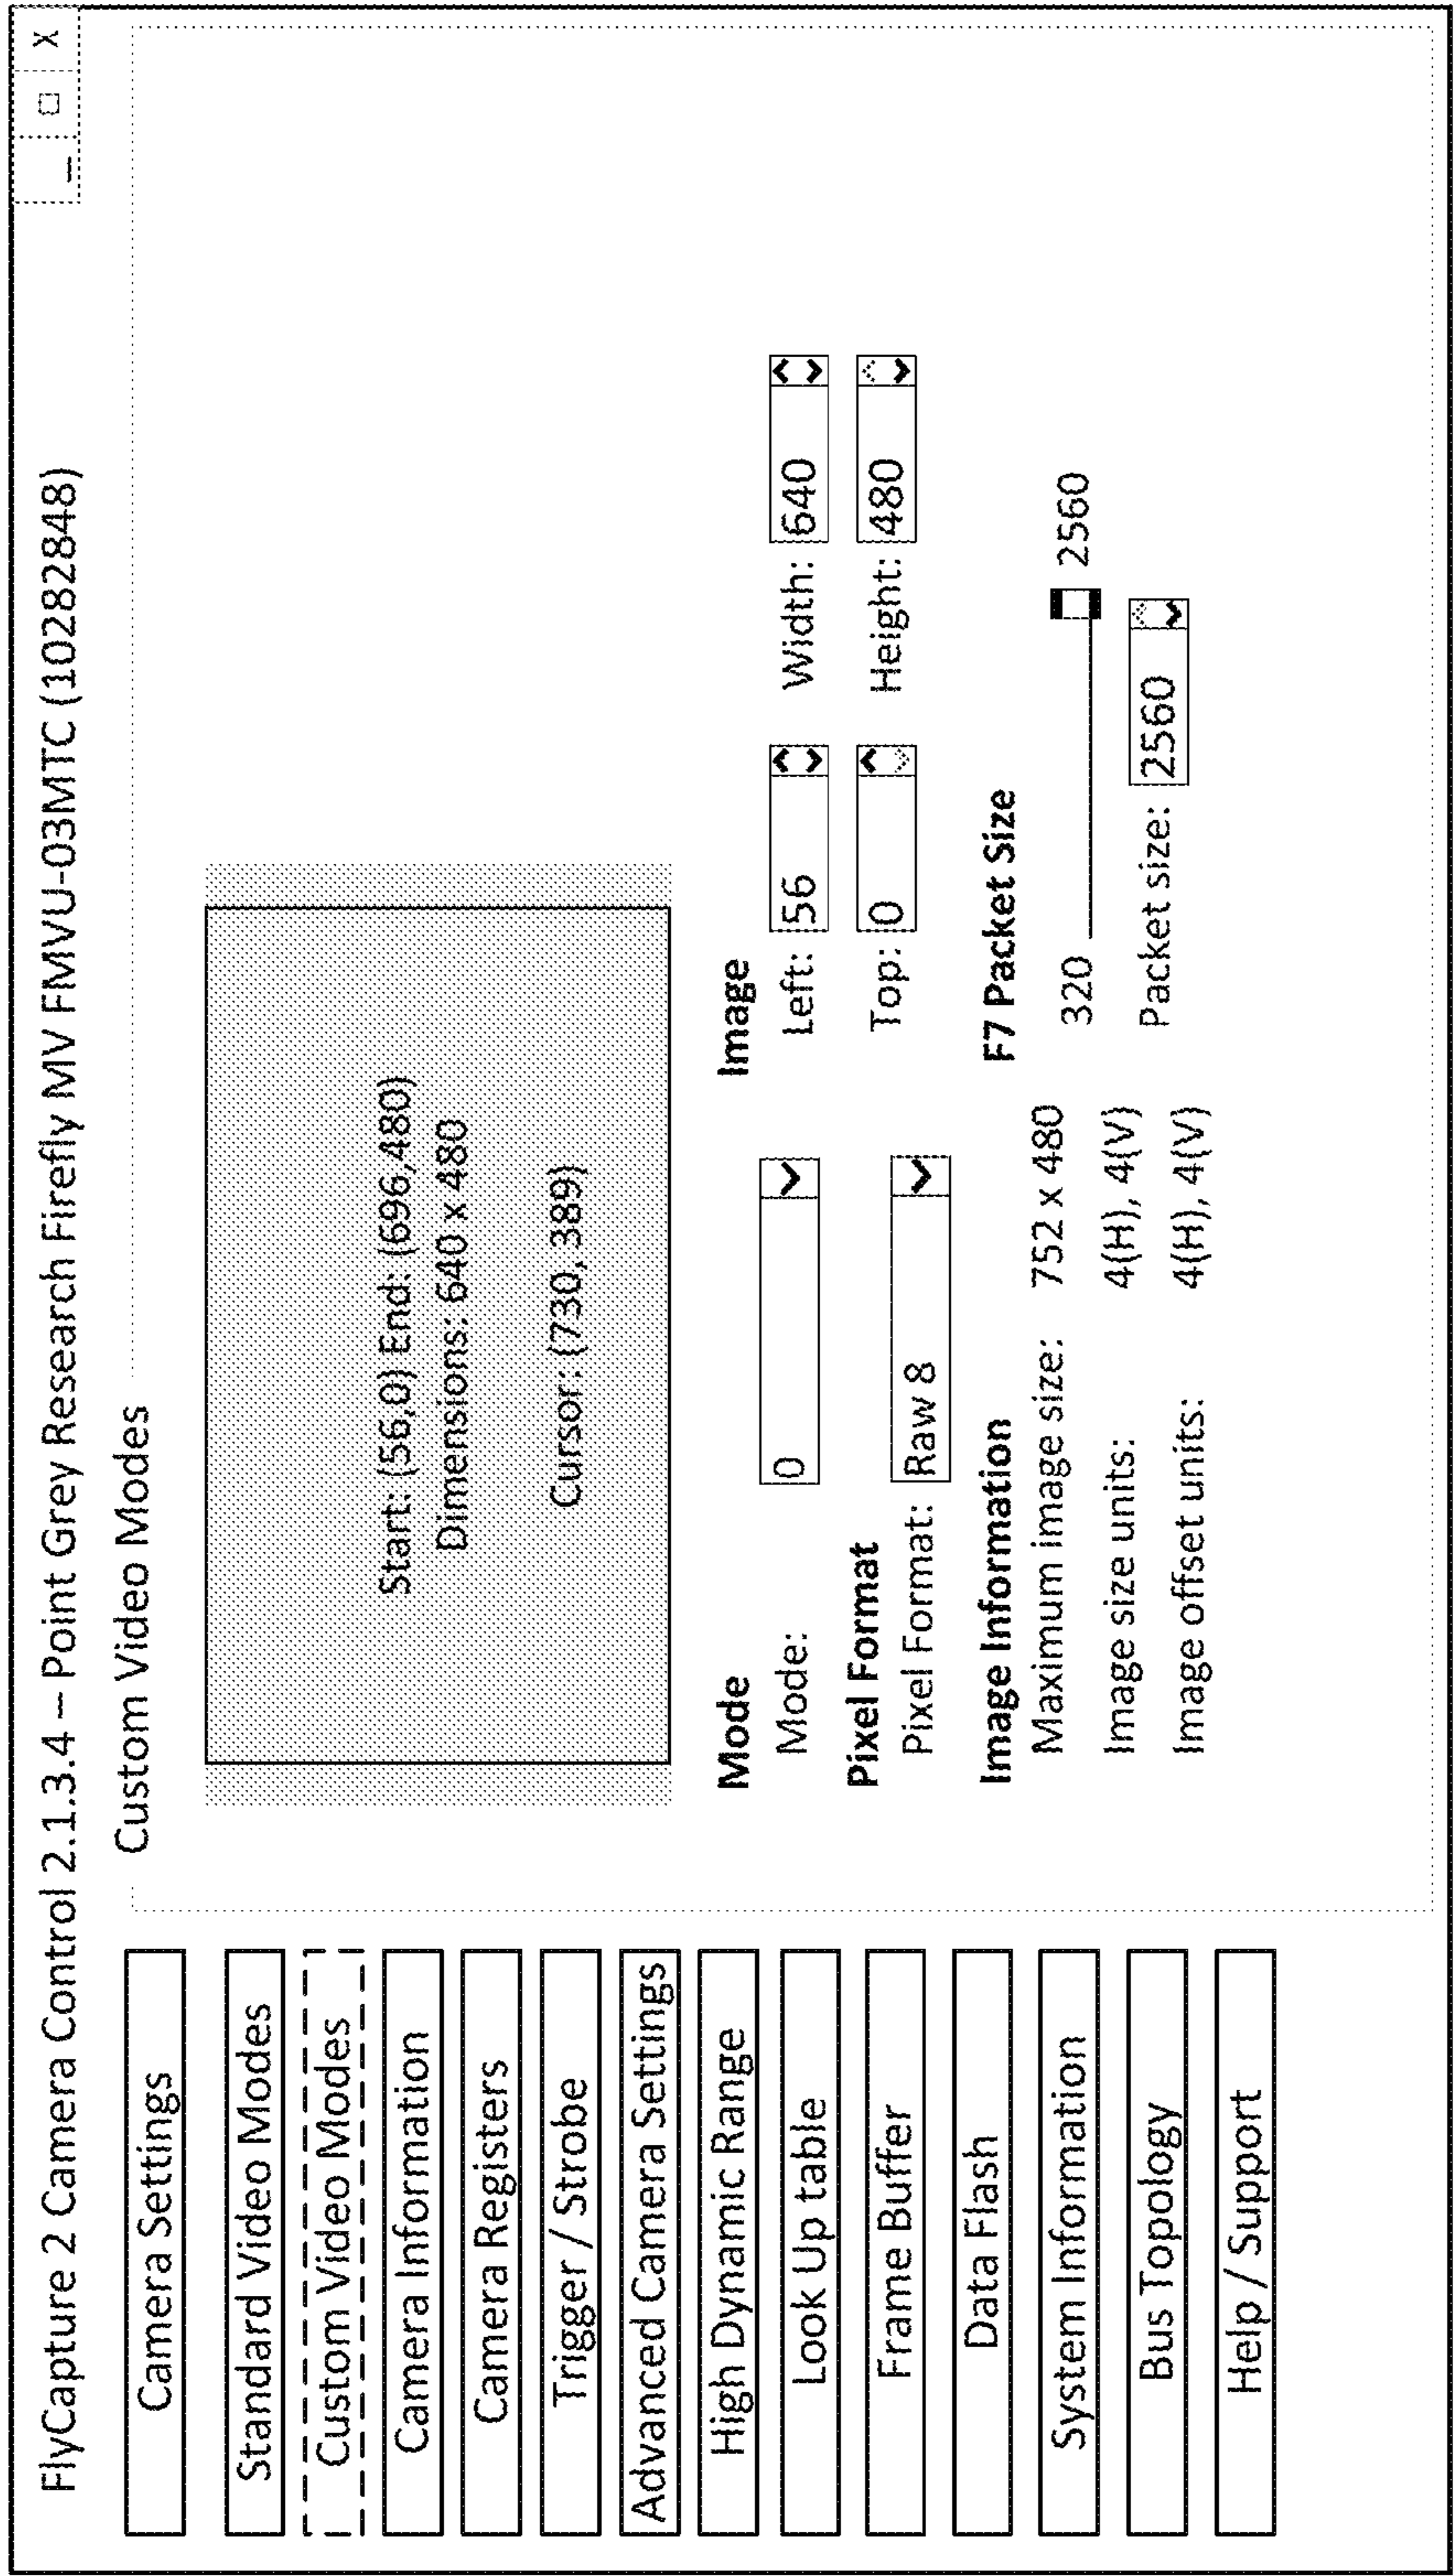 FlyCapture 2 Camera Control 2.1.3.4 – Point Grey Research Firefly MV FMVU-03MTC (10282848)
_ □ X
Camera Settings
Standard Video Modes
Custom Video Modes
Camera Information
Camera Registers
Trigger / Strobe
Advanced Camera Settings
High Dynamic Range
Look Up table
Frame Buffer
Data Flash
System Information
Bus Topology
Help / Support
Custom Video Modes
Start: (56,0) End: (696,480)
Dimensions: 640 x 480
Cursor: (730, 389)
Mode
Mode: 0
Pixel Format
Pixel Format: Raw 8
Image Information
Maximum image size: 752 x 480
Image size units: 4(H), 4(V)
Image offset units: 4(H), 4(V)
Image
Left: 56 Width: 640
Top: 0 Height: 480
F7 Packet Size
320 2560
Packet size: 2560